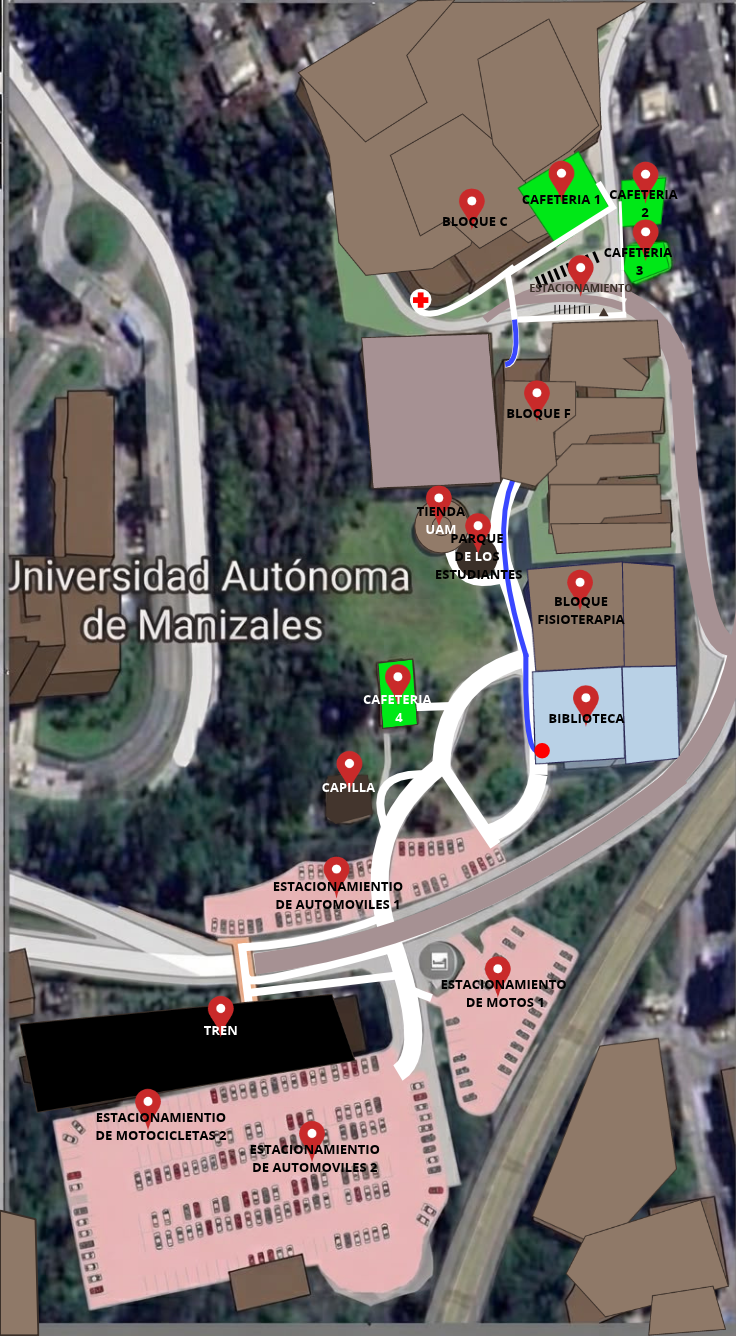 CAFETERIA 1
CAFETERIA
2
BLOQUE C
CAFETERIA
3
ESTACIONAMIENTO
BLOQUE F
TIENDA
UAM
PARQUE
DE LOS
ESTUDIANTES
Universidad Autónoma
de Manizales
BLOQUE
FISIOTERAPIA
CAFETERIA
4
BIBLIOTECA
CAPILLA
ESTACIONAMIENTIO
DE AUTOMOVILES 1
ESTACIONAMIENTO
DE MOTOS 1
TREN
ESTACIONAMIENTIO
DE MOTOCICLETAS 2
ESTACIONAMIENTIO
DE AUTOMOVILES 2